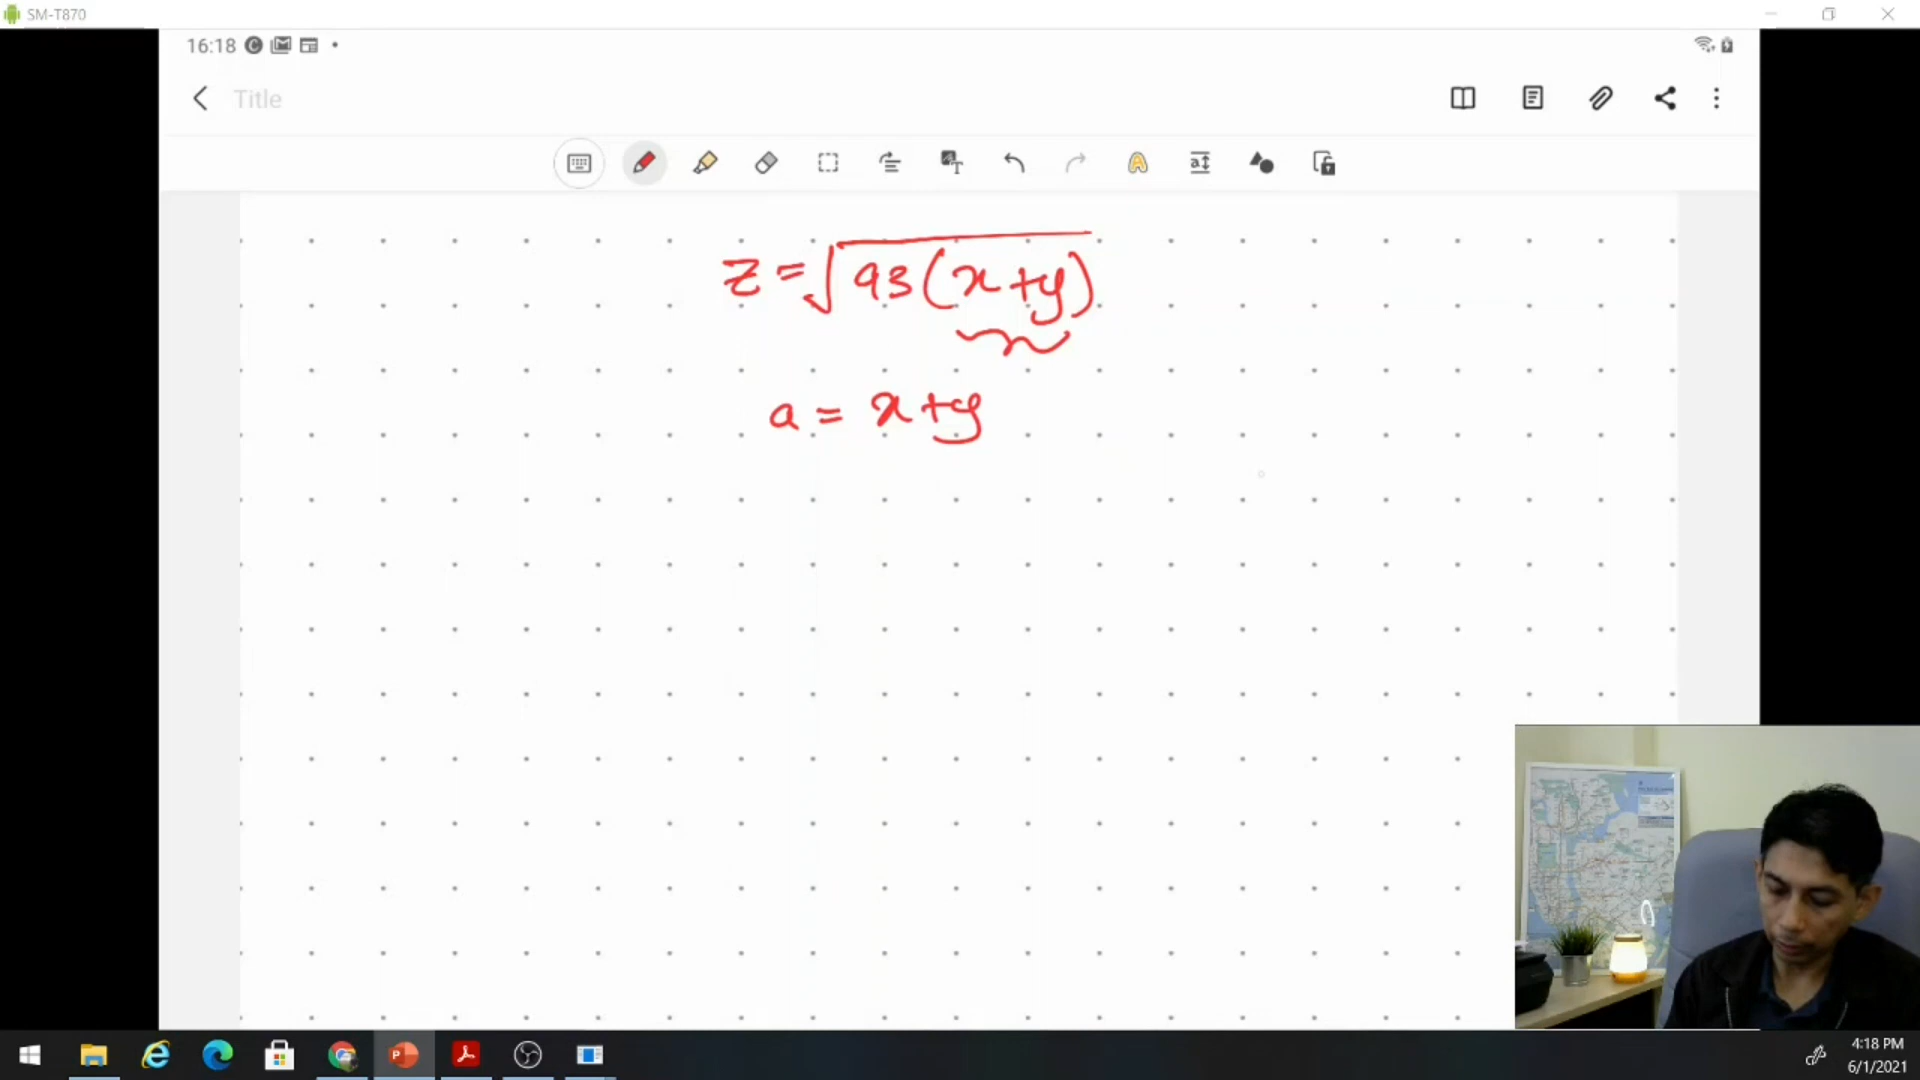 SM-T870
16:18
Title
z = √93(x+y)
a = x+y
4:18 PM
6/1/2021